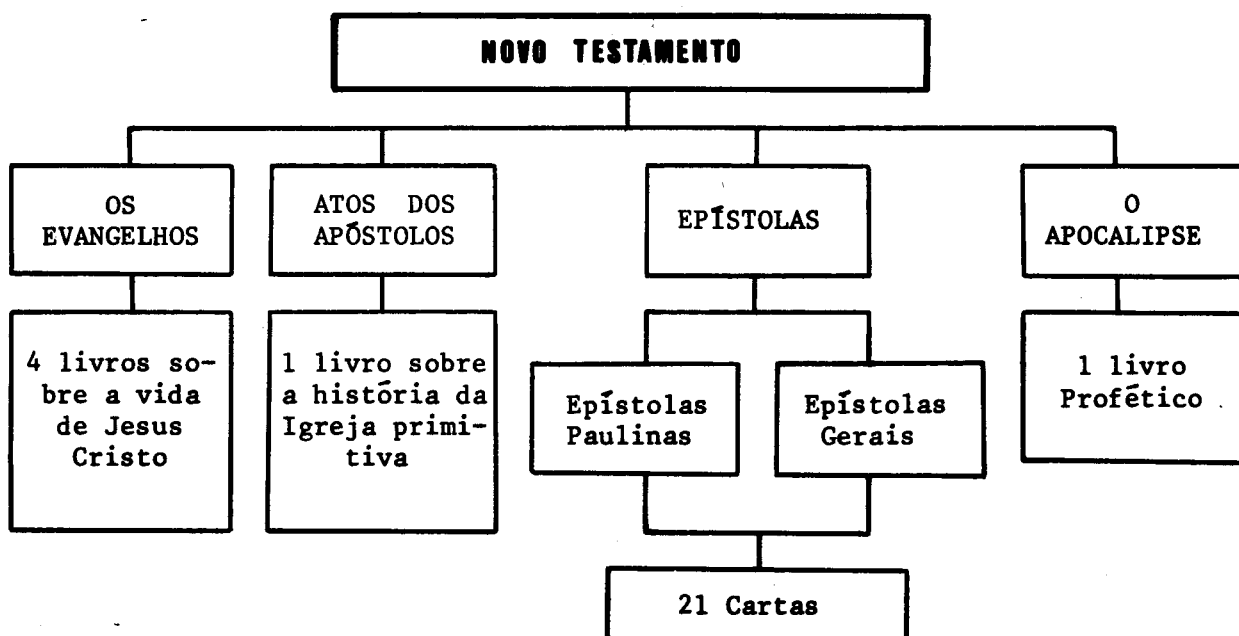 NOVO TESTAMENTO
OS
EVANGELHOS
ATOS DOS
APÓSTOLOS
EPÍSTOLAS
O
APOCALIPSE
4 livros so-
bre a vida
de Jesus
Cristo
1 livro sobre
a história da
Igreja primi-
tiva
Epístolas
Paulinas
Epístolas
Gerais
1 livro
Profético
21 Cartas